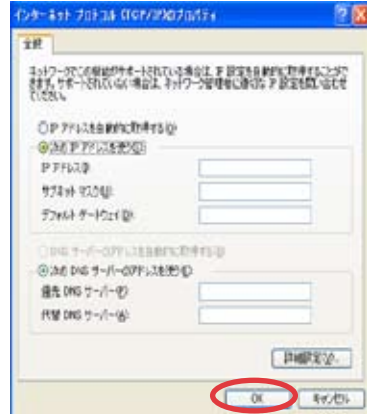 インターネット プロトコル (TCP/IP)のプロパティ
全般
ネットワークでこの機能がサポートされている場合は、IP 設定を自動的に取得することがで
きます。サポートされていない場合は、ネットワーク管理者に適切な IP 設定を問い合わせ
てください。
IP アドレスを自動的に取得する(O)
次の IP アドレスを使う(S):
IP アドレス(I):
サブネット マスク(U):
デフォルト ゲートウェイ(D):
DNS サーバーのアドレスを自動的に取得する(B)
次の DNS サーバーのアドレスを使う(E):
優先 DNS サーバー(P):
代替 DNS サーバー(A):
詳細設定(V)...
OK
キャンセル